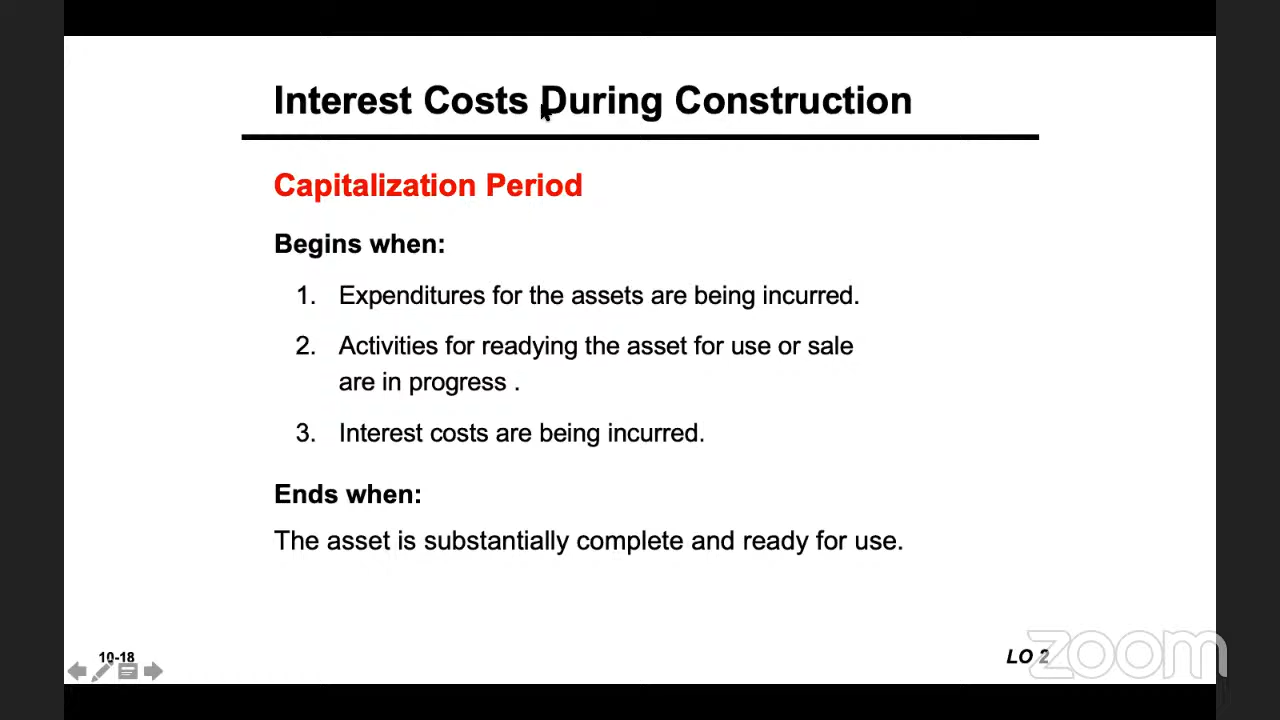 Interest Costs During Construction
Capitalization Period
Begins when:
1. Expenditures for the assets are being incurred.
2. Activities for readying the asset for use or sale
are in progress .
3. Interest costs are being incurred.
Ends when:
The asset is substantially complete and ready for use.
10-18
LO 2
zoom